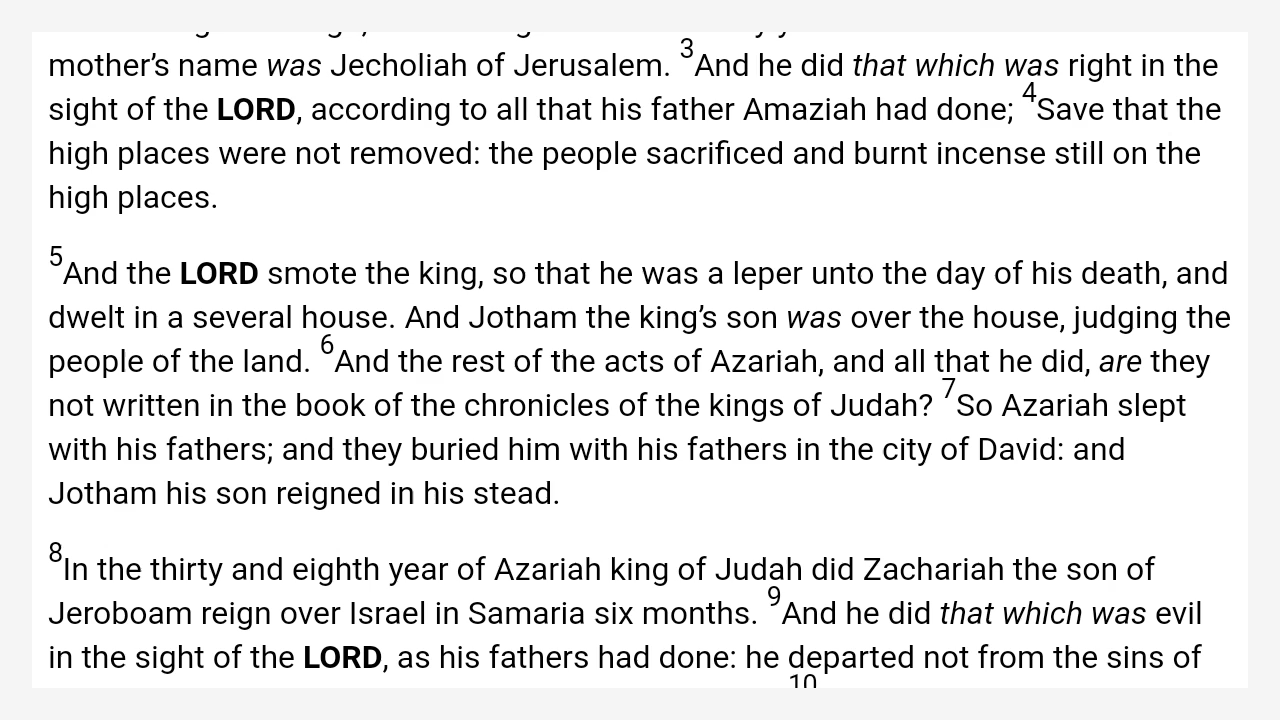 mother’s name was Jecholiah of Jerusalem. 3And he did that which was right in the
sight of the LORD, according to all that his father Amaziah had done; 4Save that the
high places were not removed: the people sacrificed and burnt incense still on the
high places.
5And the LORD smote the king, so that he was a leper unto the day of his death, and
dwelt in a several house. And Jotham the king’s son was over the house, judging the
people of the land. 6And the rest of the acts of Azariah, and all that he did, are they
not written in the book of the chronicles of the kings of Judah? 7So Azariah slept
with his fathers; and they buried him with his fathers in the city of David: and
Jotham his son reigned in his stead.
8In the thirty and eighth year of Azariah king of Judah did Zachariah the son of
Jeroboam reign over Israel in Samaria six months. 9And he did that which was evil
in the sight of the LORD, as his fathers had done: he departed not from the sins of
10